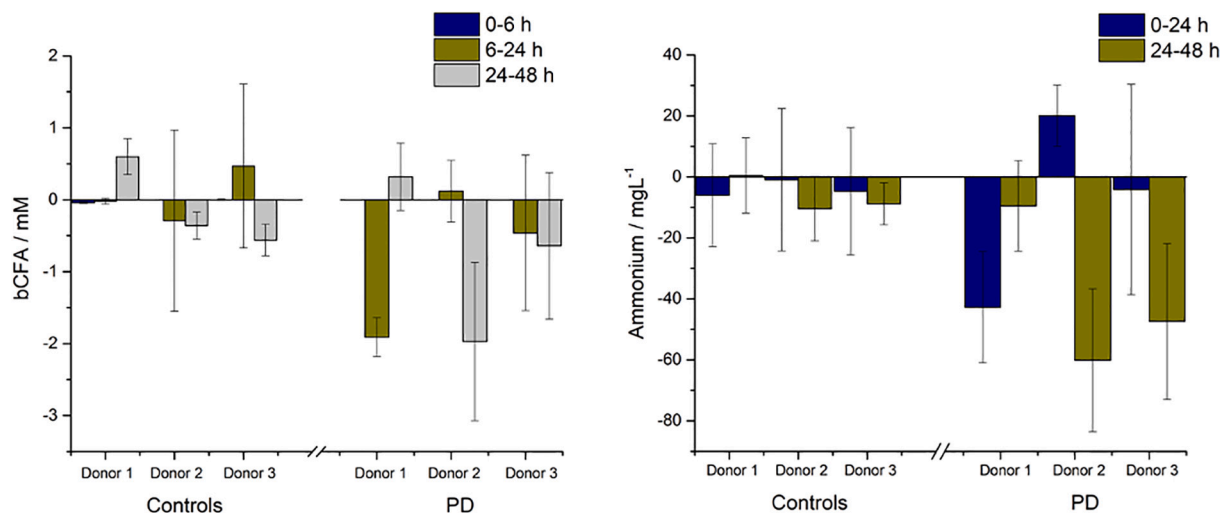 0-6 h
6-24 h
24-48 h
2
1
0
-1
-2
-3
bCFA / mM
Donor 1 Donor 2 Donor 3 Donor 1 Donor 2 Donor 3
Controls PD
0-24 h
24-48 h
40
20
0
-20
-40
-60
-80
Ammonium / mgL⁻¹
Donor 1 Donor 2 Donor 3 Donor 1 Donor 2 Donor 3
Controls PD